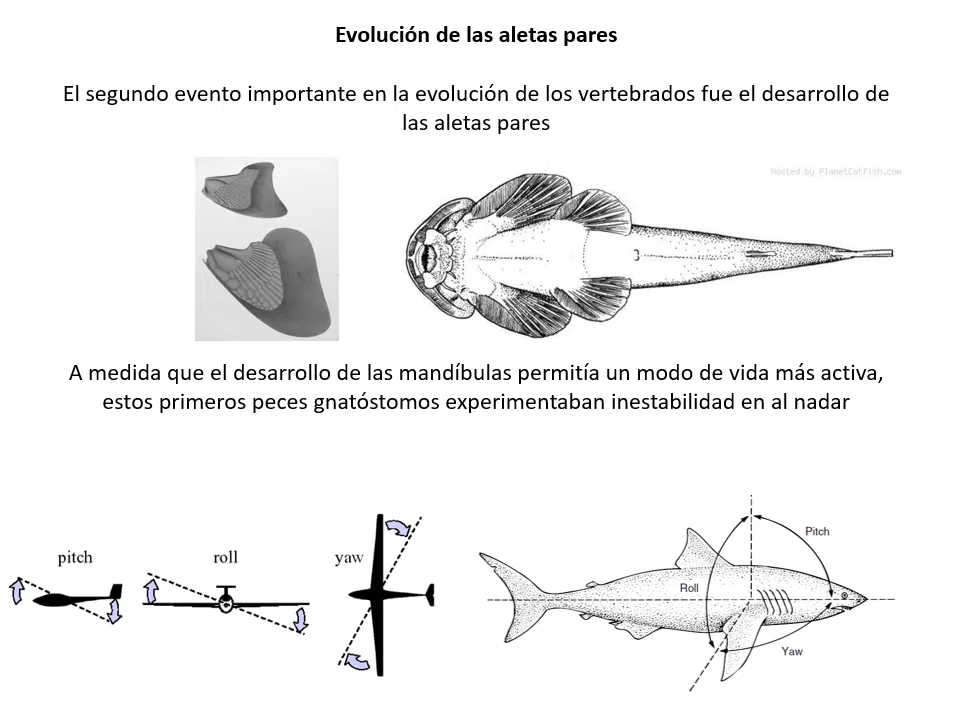 Evolución de las aletas pares
El segundo evento importante en la evolución de los vertebrados fue el desarrollo de
las aletas pares
Hosted by PlanetCatfish.com
A medida que el desarrollo de las mandíbulas permitía un modo de vida más activa,
estos primeros peces gnatóstomos experimentaban inestabilidad en al nadar
pitch
roll
yaw
Pitch
Roll
Yaw